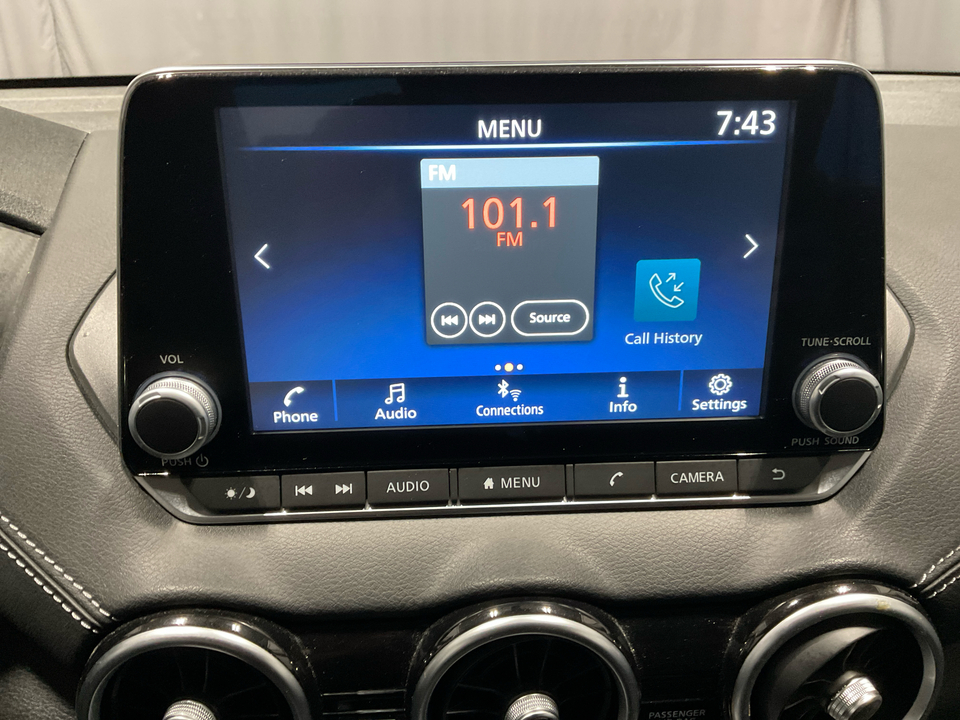 MENU
7:43
FM
101.1
FM
Source
Call History
VOL
TUNE·SCROLL
Phone
Audio
Connections
Info
Settings
PUSH
PUSH SOUND
AUDIO
MENU
CAMERA
PASSENGER